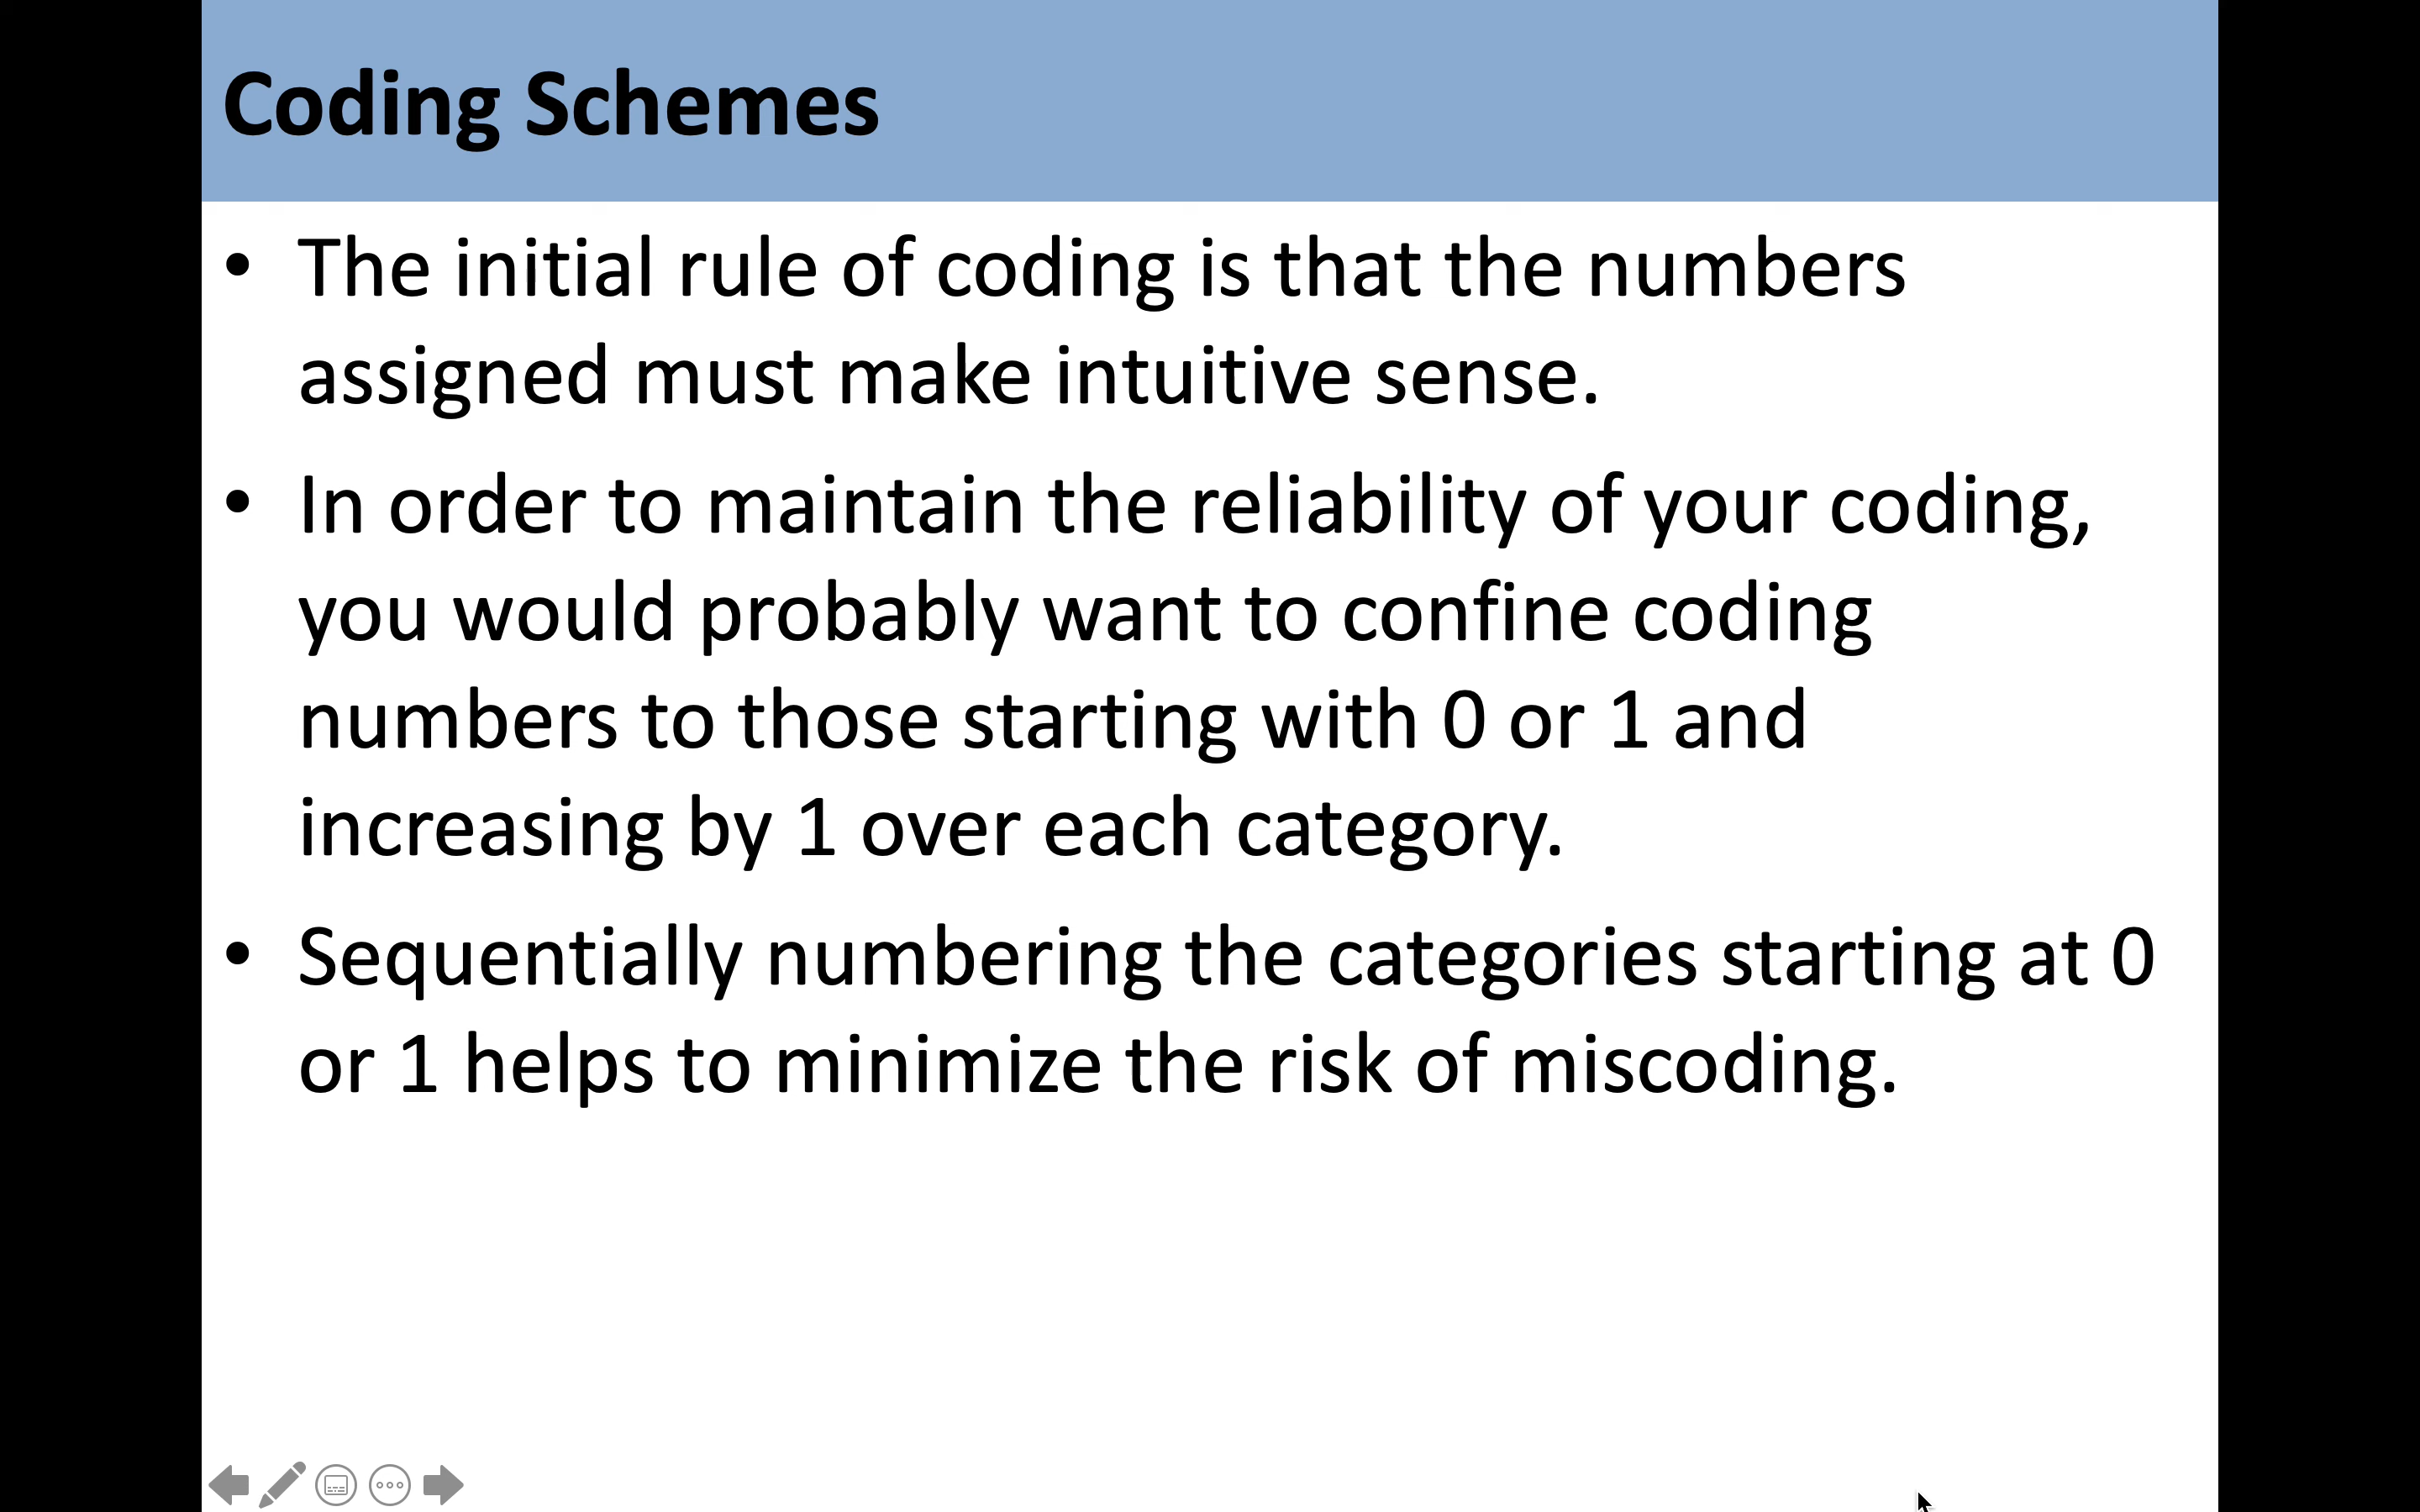 Coding Schemes
• The initial rule of coding is that the numbers
assigned must make intuitive sense.
• In order to maintain the reliability of your coding,
you would probably want to confine coding
numbers to those starting with 0 or 1 and
increasing by 1 over each category.
• Sequentially numbering the categories starting at 0
or 1 helps to minimize the risk of miscoding.